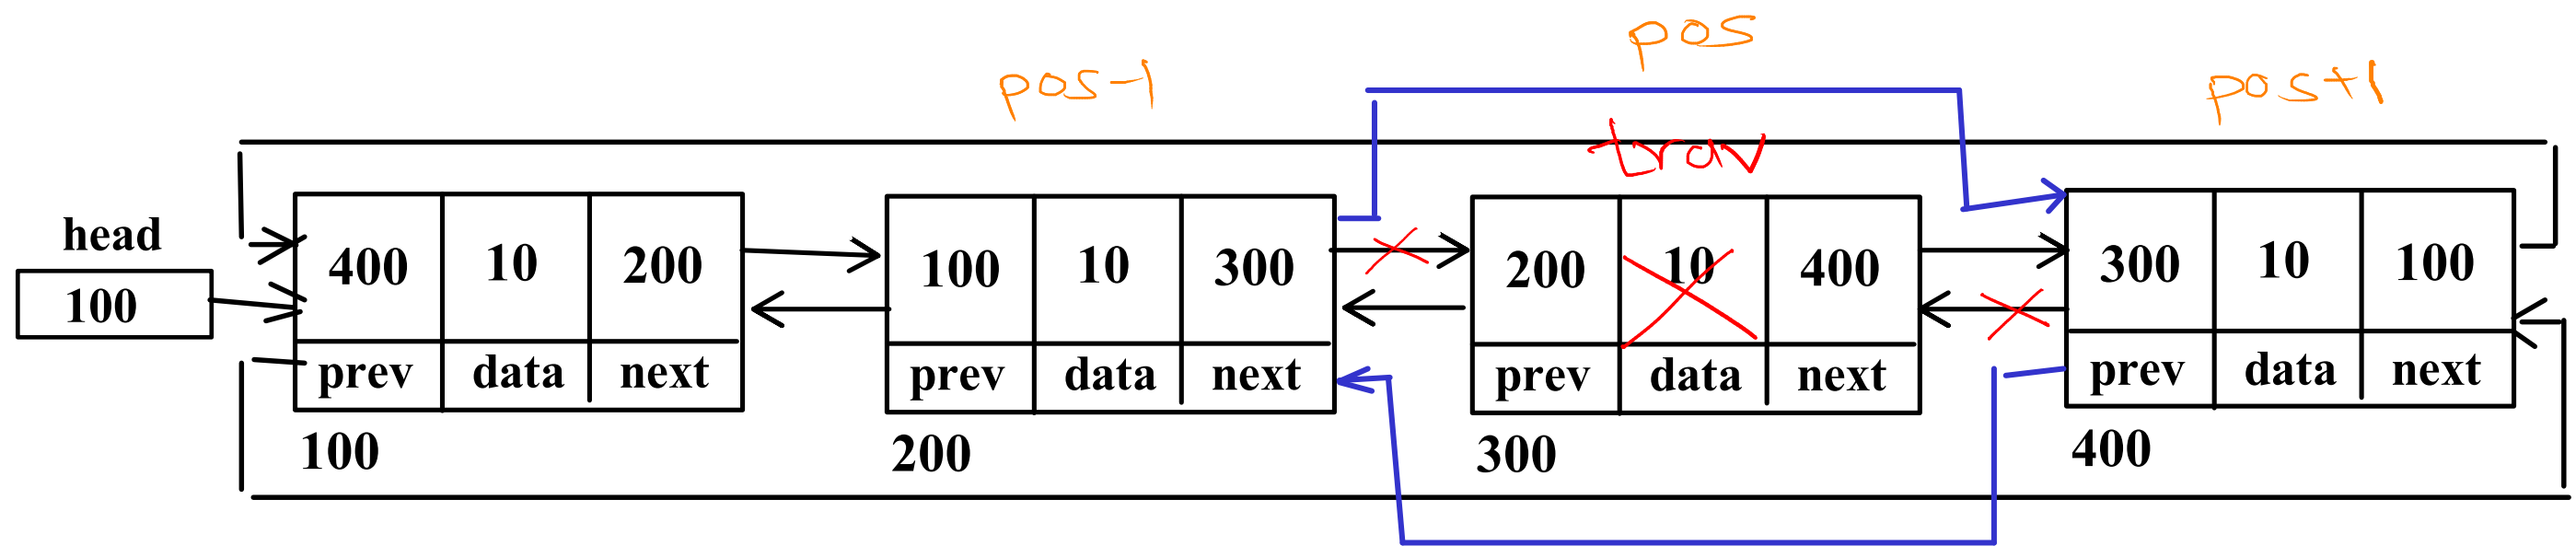 pos-1 pos pos+1
trav
head
100
400 10 200
prev data next
100
100 10 300
prev data next
200
200 10 400
prev data next
300
300 10 100
prev data next
400